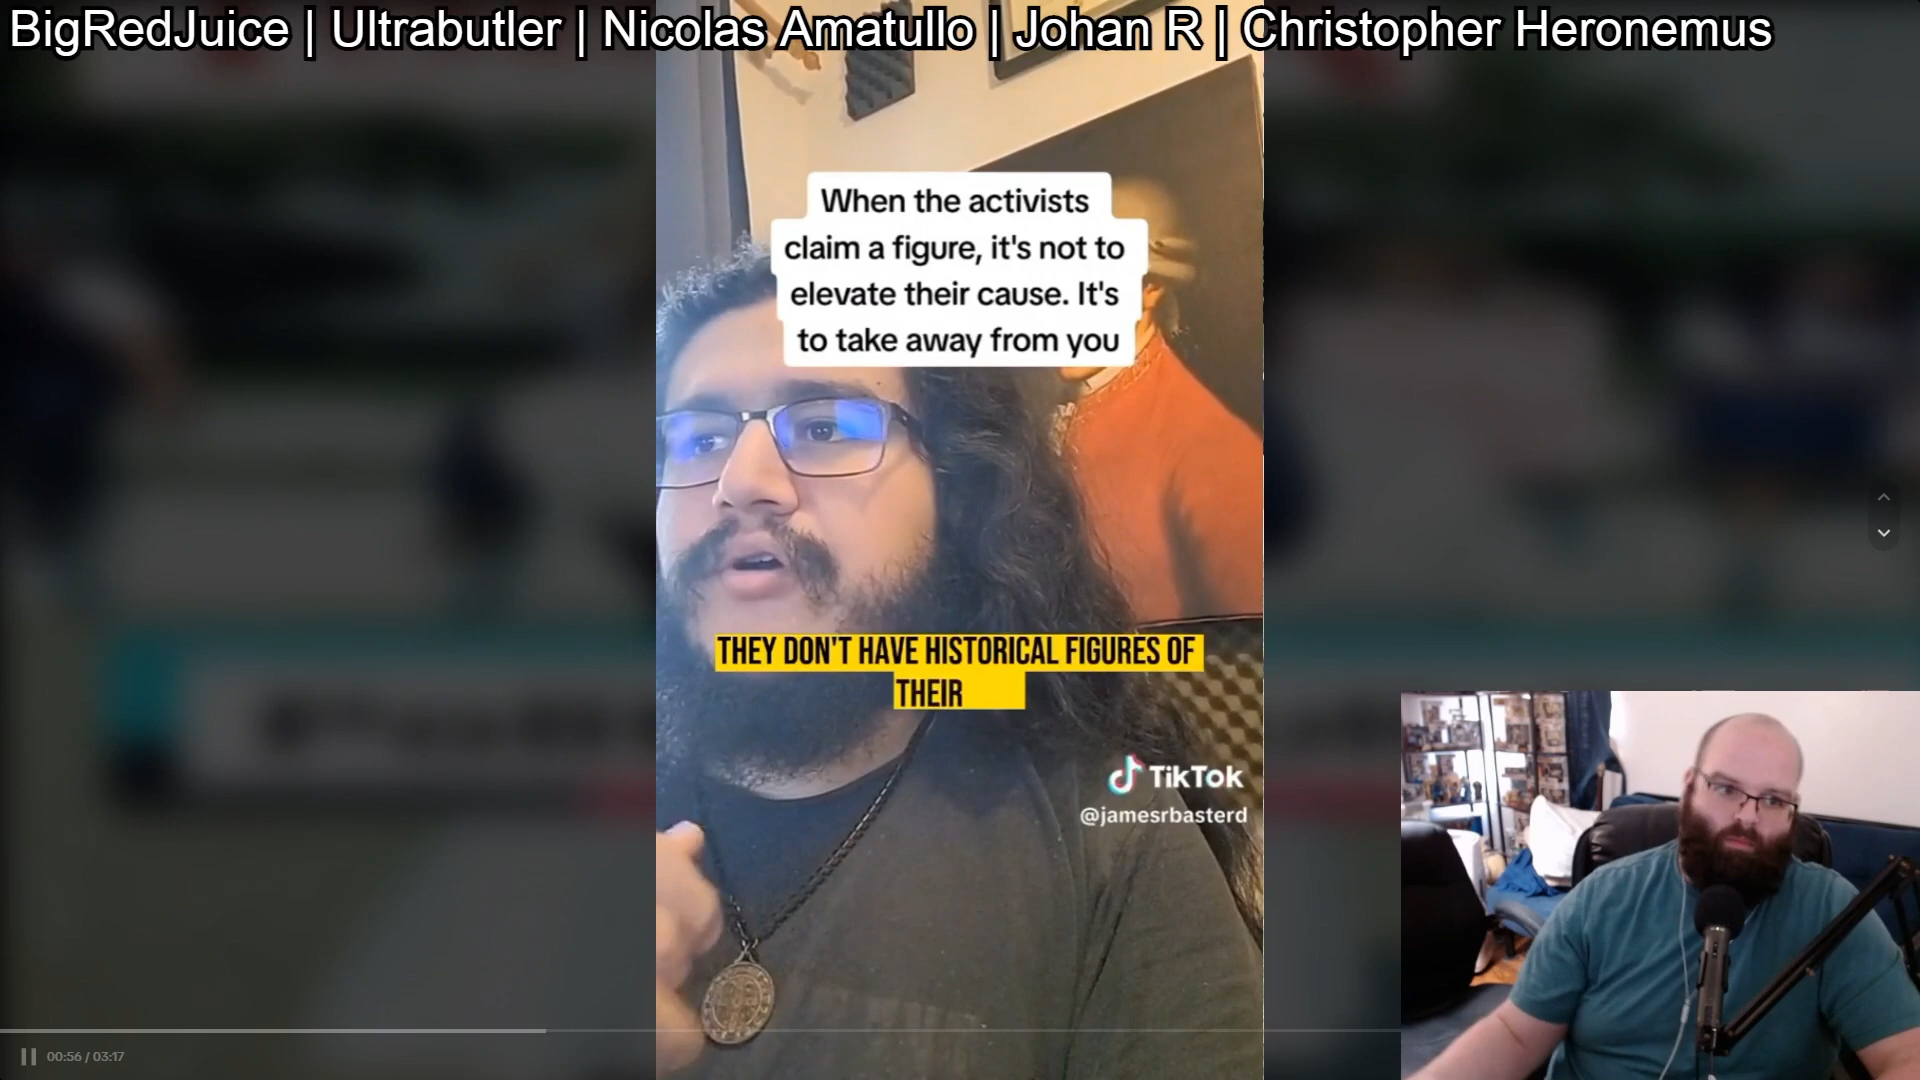 BigRedJuice | Ultrabutler | Nicolas Amatullo | Johan R | Christopher Heronemus
When the activists
claim a figure, it's not to
elevate their cause. It's
to take away from you
THEY DON'T HAVE HISTORICAL FIGURES OF
THEIR
TikTok
@jamesrbasterd
00:56 / 03:17